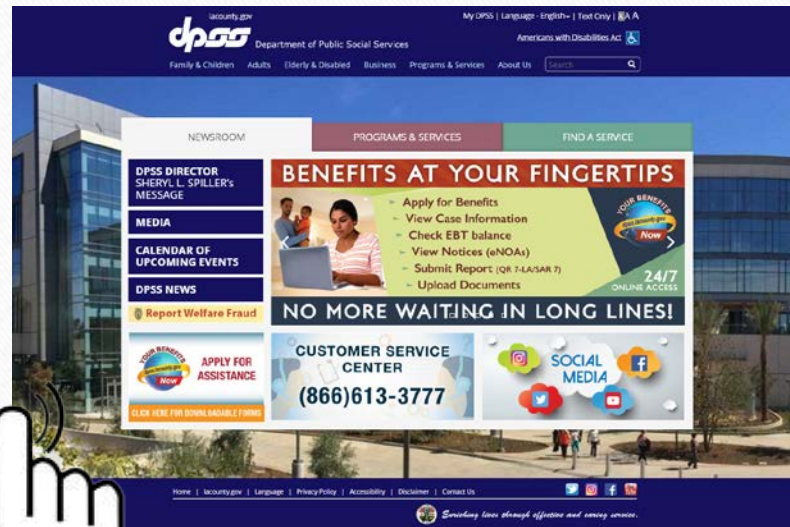 lacounty.gov
My DPSS | Language - English | Text Only | A A A
dpss Department of Public Social Services
Americans with Disabilities Act
Family & Children Adults Elderly & Disabled Business Programs & Services About Us Search
NEWSROOM
PROGRAMS & SERVICES
FIND A SERVICE
DPSS DIRECTOR
SHERYL L. SPILLER's
MESSAGE
MEDIA
CALENDAR OF
UPCOMING EVENTS
DPSS NEWS
Report Welfare Fraud
BENEFITS AT YOUR FINGERTIPS
Apply for Benefits
View Case Information
Check EBT balance
View Notices (eNOAs)
Submit Report (QR 7-LA/SAR 7)
Upload Documents
YOUR BENEFITS
dpss.lacounty.gov
Now
24/7
ONLINE ACCESS
NO MORE WAITING IN LONG LINES!
YOUR BENEFITS
dpss.lacounty.gov
Now
APPLY FOR
ASSISTANCE
CLICK HERE FOR DOWNLOADABLE FORMS
CUSTOMER SERVICE
CENTER
(866)613-3777
SOCIAL
MEDIA
Home | lacounty.gov | Language | Privacy Policy | Accessibility | Disclaimer | Contact Us
Enriching lives through effective and caring service.